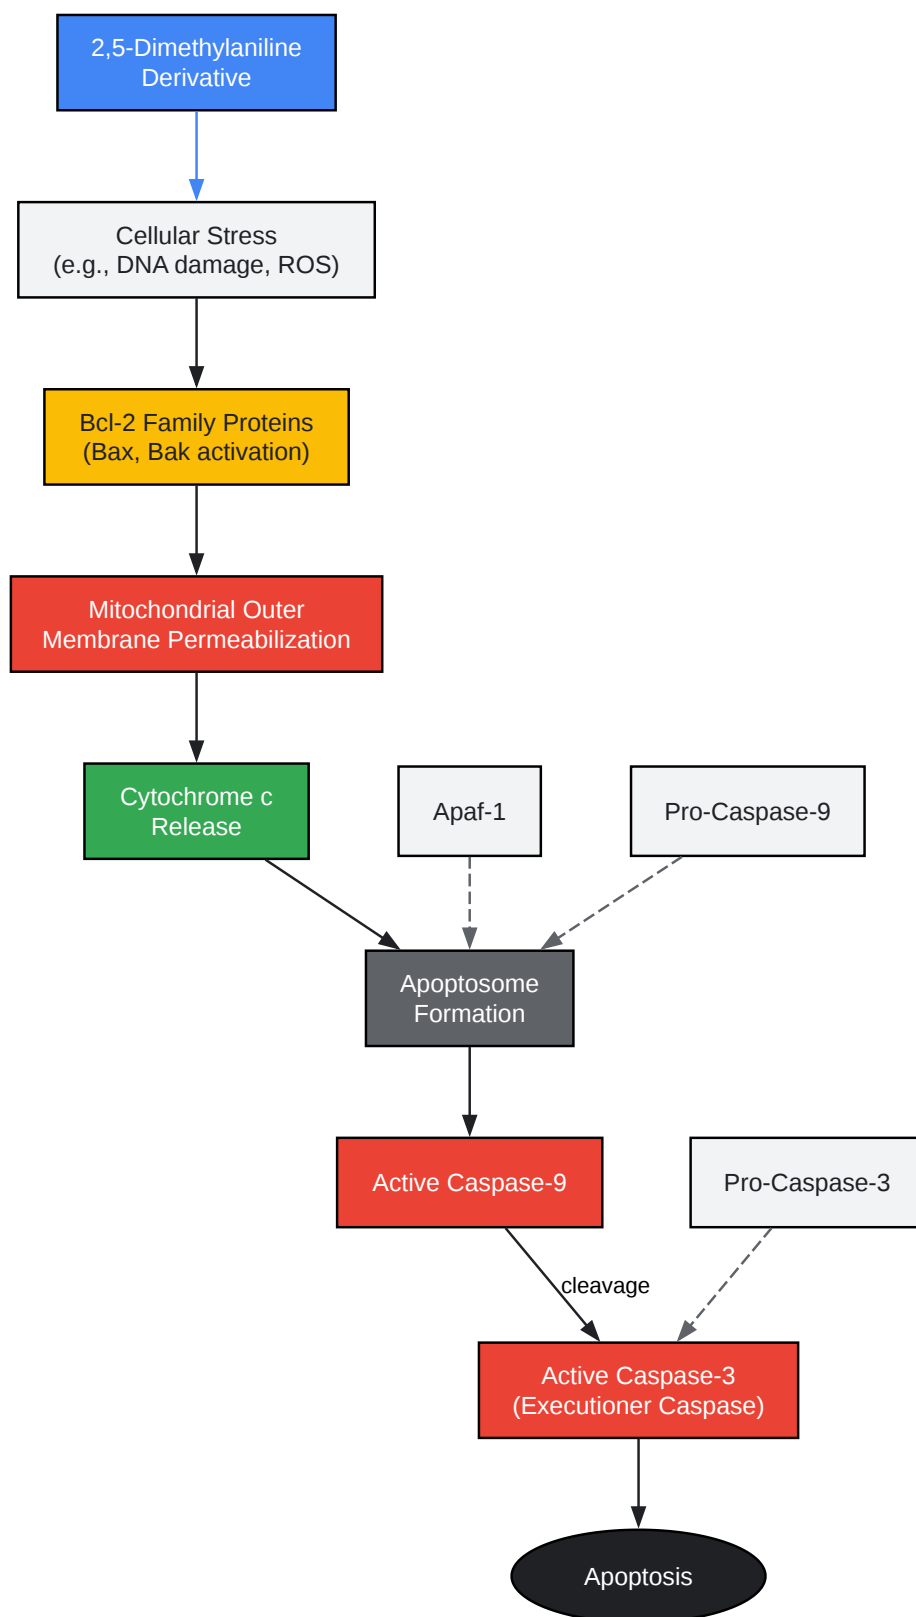 2,5-Dimethylaniline
Derivative
Cellular Stress
(e.g., DNA damage, ROS)
Bcl-2 Family Proteins
(Bax, Bak activation)
Mitochondrial Outer
Membrane Permeabilization
Cytochrome c
Release
Apaf-1
Pro-Caspase-9
Apoptosome
Formation
Active Caspase-9
Pro-Caspase-3
cleavage
Active Caspase-3
(Executioner Caspase)
Apoptosis